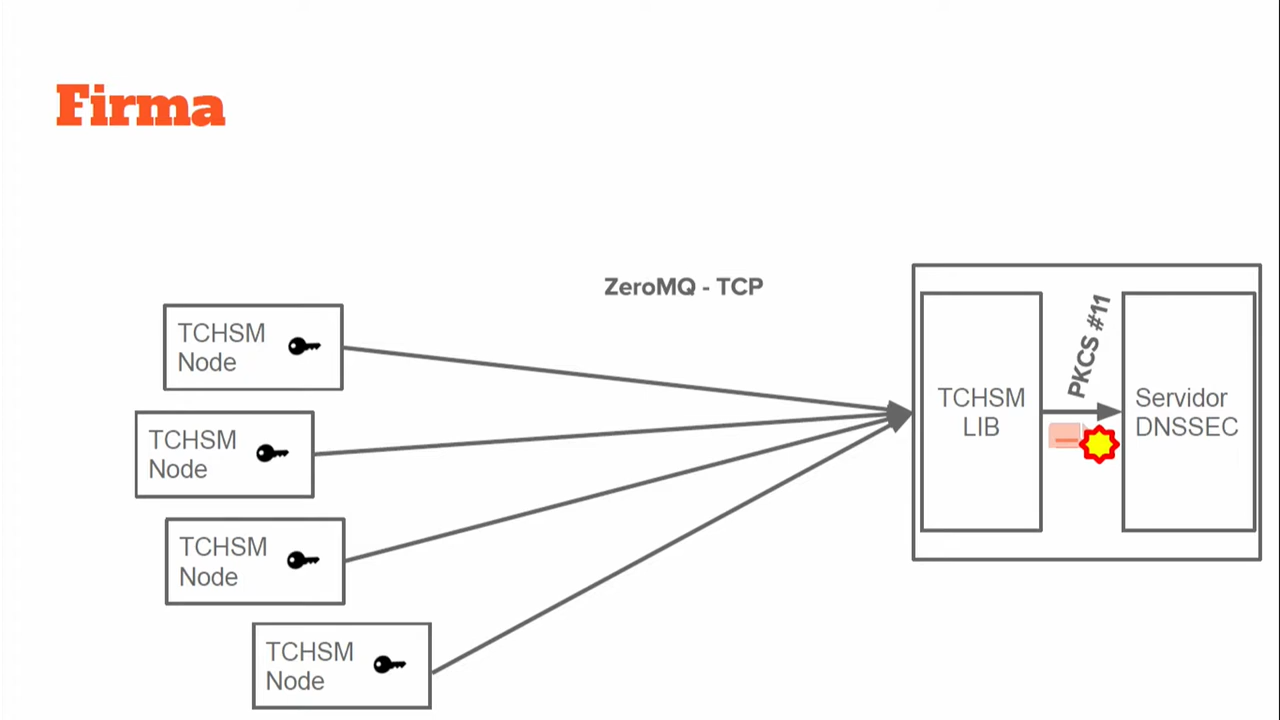 Firma
ZeroMQ - TCP
TCHSM
Node
TCHSM
Node
TCHSM
Node
TCHSM
Node
TCHSM
LIB
PKCS #11
Servidor
DNSSEC